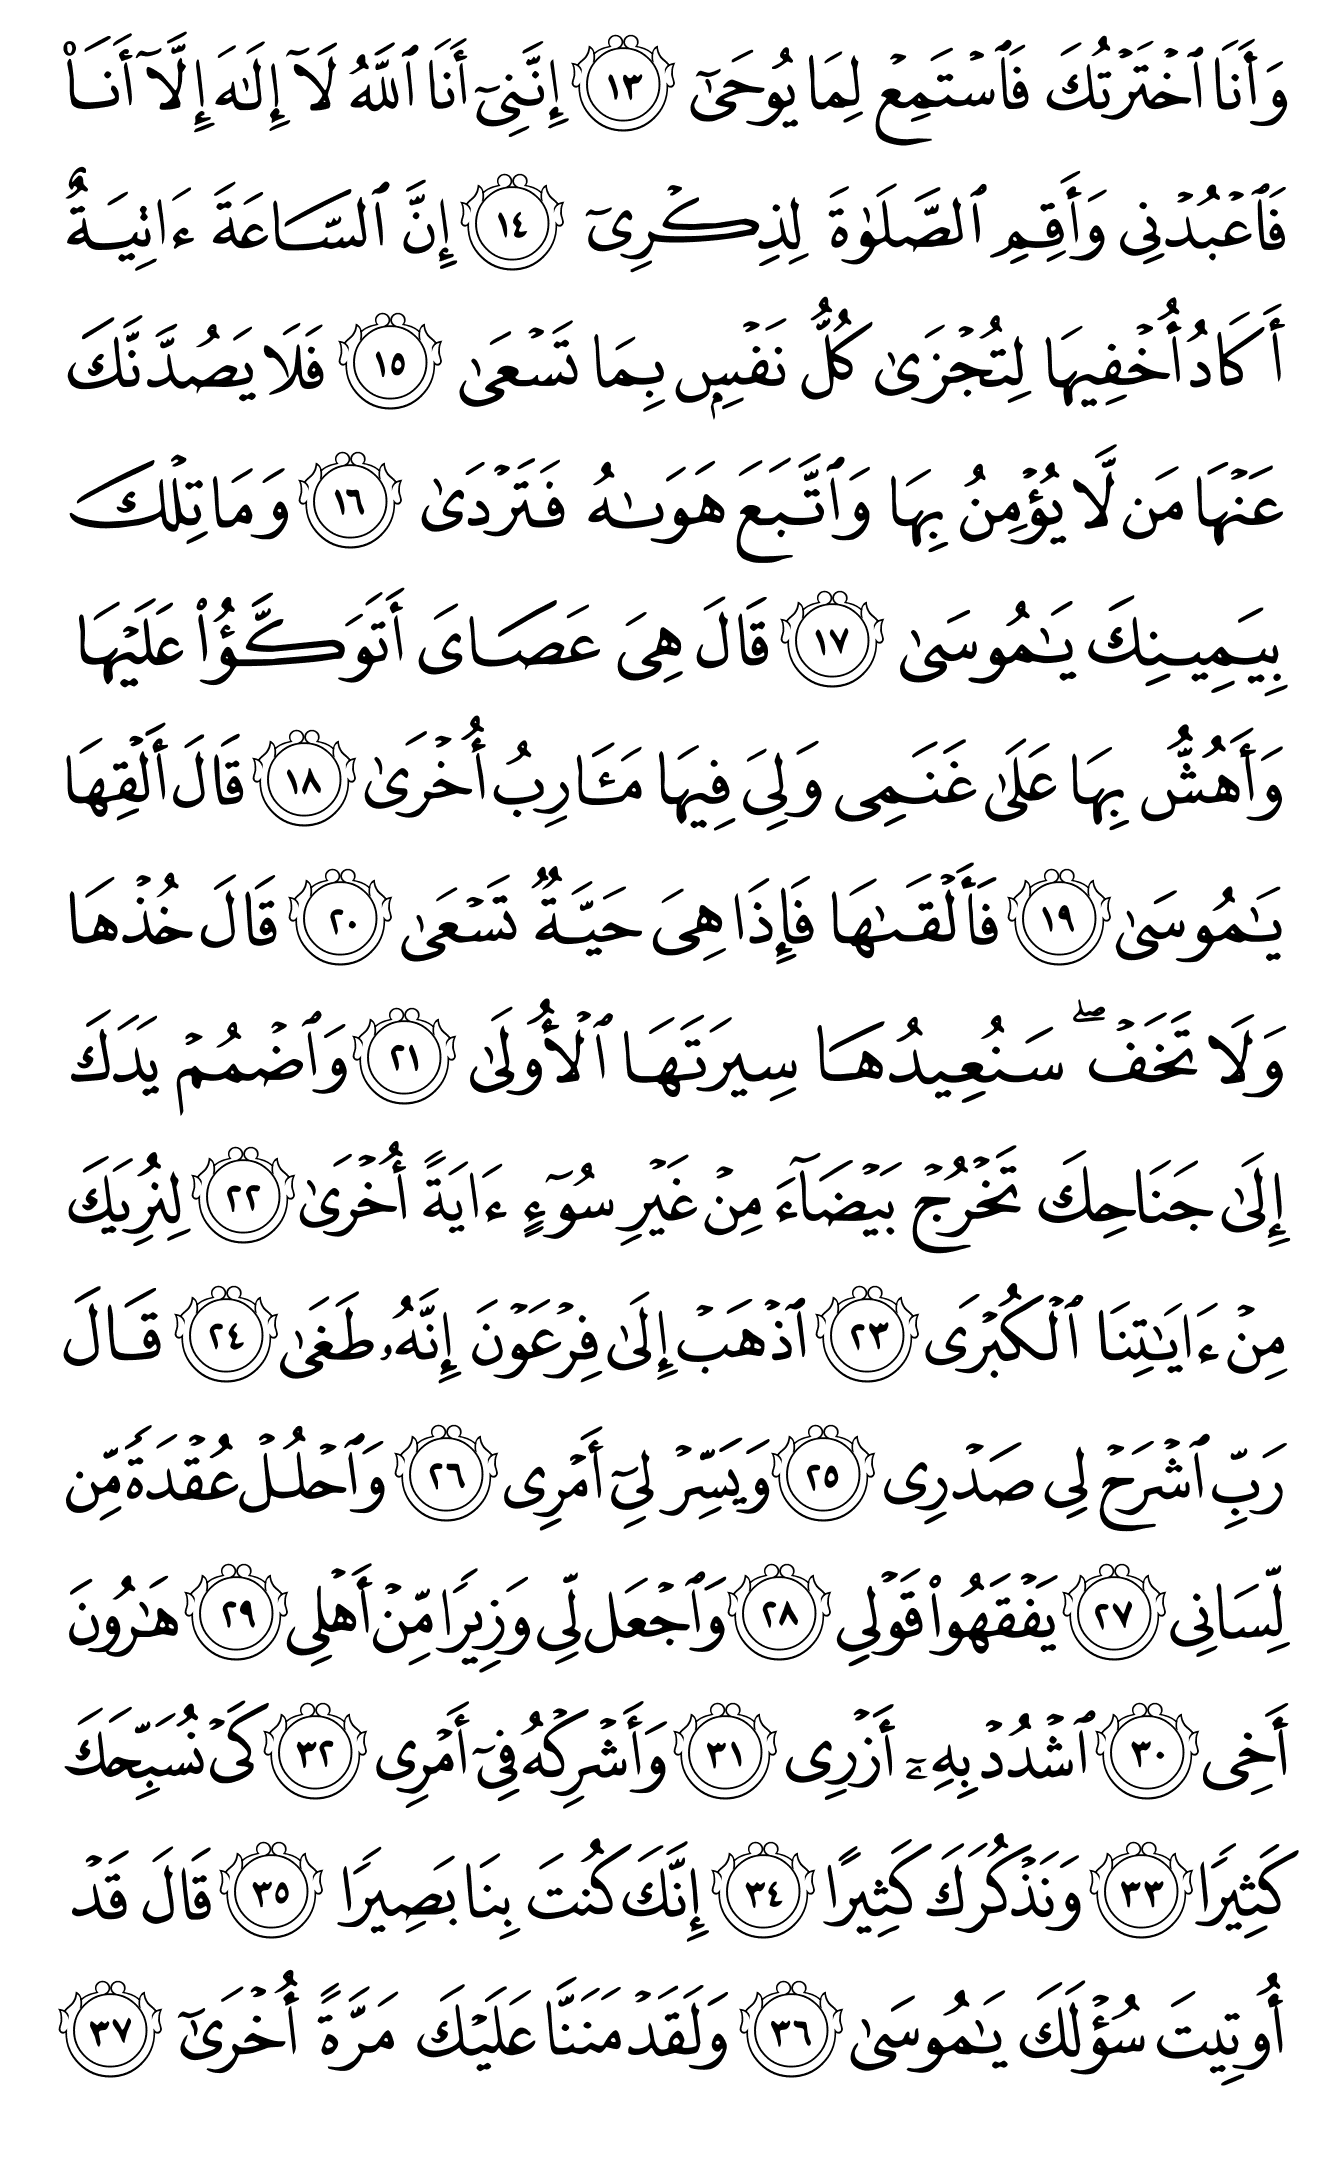 وَأَنَا ٱخْتَرْتُكَ فَٱسْتَمِعْ لِمَا يُوحَىٰٓ ١٣ إِنَّنِىٓ أَنَا ٱللَّهُ لَآ إِلَـٰهَ إِلَّآ أَنَا۠
فَٱعْبُدْنِى وَأَقِمِ ٱلصَّلَوٰةَ لِذِكْرِىٓ ١٤ إِنَّ ٱلسَّاعَةَ ءَاتِيَةٌ
أَكَادُ أُخْفِيهَا لِتُجْزَىٰ كُلُّ نَفْسٍۭ بِمَا تَسْعَىٰ ١٥ فَلَا يَصُدَّنَّكَ
عَنْهَا مَن لَّا يُؤْمِنُ بِهَا وَٱتَّبَعَ هَوَىٰهُ فَتَرْدَىٰ ١٦ وَمَا تِلْكَ
بِيَمِينِكَ يَـٰمُوسَىٰ ١٧ قَالَ هِىَ عَصَاىَ أَتَوَكَّؤُا۟ عَلَيْهَا
وَأَهُشُّ بِهَا عَلَىٰ غَنَمِى وَلِىَ فِيهَا مَـَٔارِبُ أُخْرَىٰ ١٨ قَالَ أَلْقِهَا
يَـٰمُوسَىٰ ١٩ فَأَلْقَىٰهَا فَإِذَا هِىَ حَيَّةٌ تَسْعَىٰ ٢٠ قَالَ خُذْهَا
وَلَا تَخَفْ ۖ سَنُعِيدُهَا سِيرَتَهَا ٱلْأُولَىٰ ٢١ وَٱضْمُمْ يَدَكَ
إِلَىٰ جَنَاحِكَ تَخْرُجْ بَيْضَآءَ مِنْ غَيْرِ سُوٓءٍ ءَايَةً أُخْرَىٰ ٢٢ لِنُرِيَكَ
مِنْ ءَايَـٰتِنَا ٱلْكُبْرَى ٢٣ ٱذْهَبْ إِلَىٰ فِرْعَوْنَ إِنَّهُۥ طَغَىٰ ٢٤ قَالَ
رَبِّ ٱشْرَحْ لِى صَدْرِى ٢٥ وَيَسِّرْ لِىٓ أَمْرِى ٢٦ وَٱحْلُلْ عُقْدَةً مِّن
لِّسَانِى ٢٧ يَفْقَهُوا۟ قَوْلِى ٢٨ وَٱجْعَل لِّى وَزِيرًا مِّنْ أَهْلِى ٢٩ هَـٰرُونَ
أَخِى ٣٠ ٱشْدُدْ بِهِۦٓ أَزْرِى ٣١ وَأَشْرِكْهُ فِىٓ أَمْرِى ٣٢ كَىْ نُسَبِّحَكَ
كَثِيرًا ٣٣ وَنَذْكُرَكَ كَثِيرًا ٣٤ إِنَّكَ كُنتَ بِنَا بَصِيرًا ٣٥ قَالَ قَدْ
أُوتِيتَ سُؤْلَكَ يَـٰمُوسَىٰ ٣٦ وَلَقَدْ مَنَنَّا عَلَيْكَ مَرَّةً أُخْرَىٰٓ ٣٧